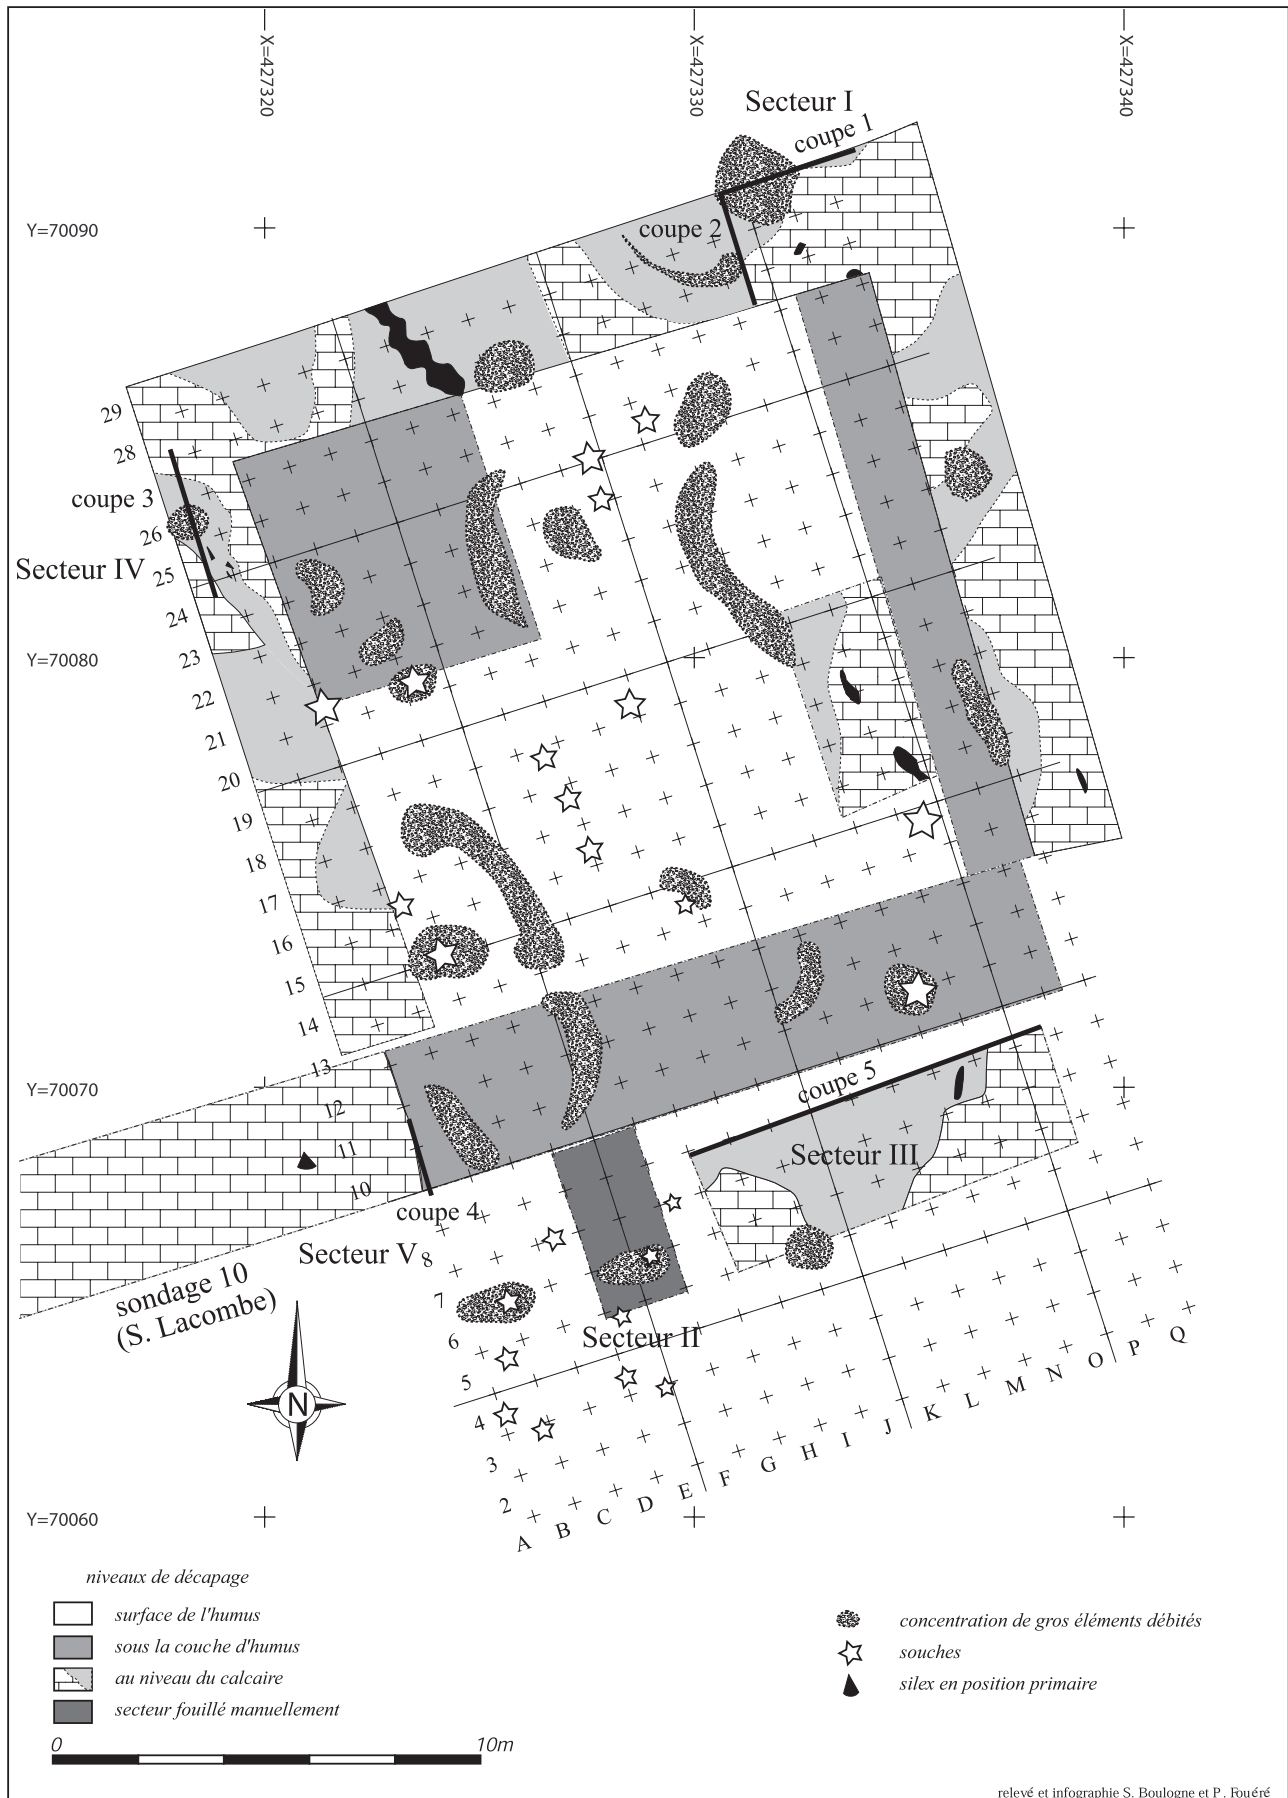 X=427320
X=427330
X=427340
Secteur I
coupe 1
Y=70090
coupe 2
29
28
coupe 3
26
Secteur IV
25
24
23
Y=70080
22
21
20
19
18
17
16
15
14
13
Y=70070
coupe 5
12
11
Secteur III
10
coupe 4
Secteur V
8
sondage 10
(S. Lacombe)
7
6
Secteur II
5
N
4
3
2
A B C D E F G H I J K L M N O P Q
Y=70060
niveaux de décapage
surface de l'humus
sous la couche d'humus
au niveau du calcaire
secteur fouillé manuellement
concentration de gros éléments débités
souches
silex en position primaire
0 10m
relevé et infographie S. Boulogne et P. Fouéré